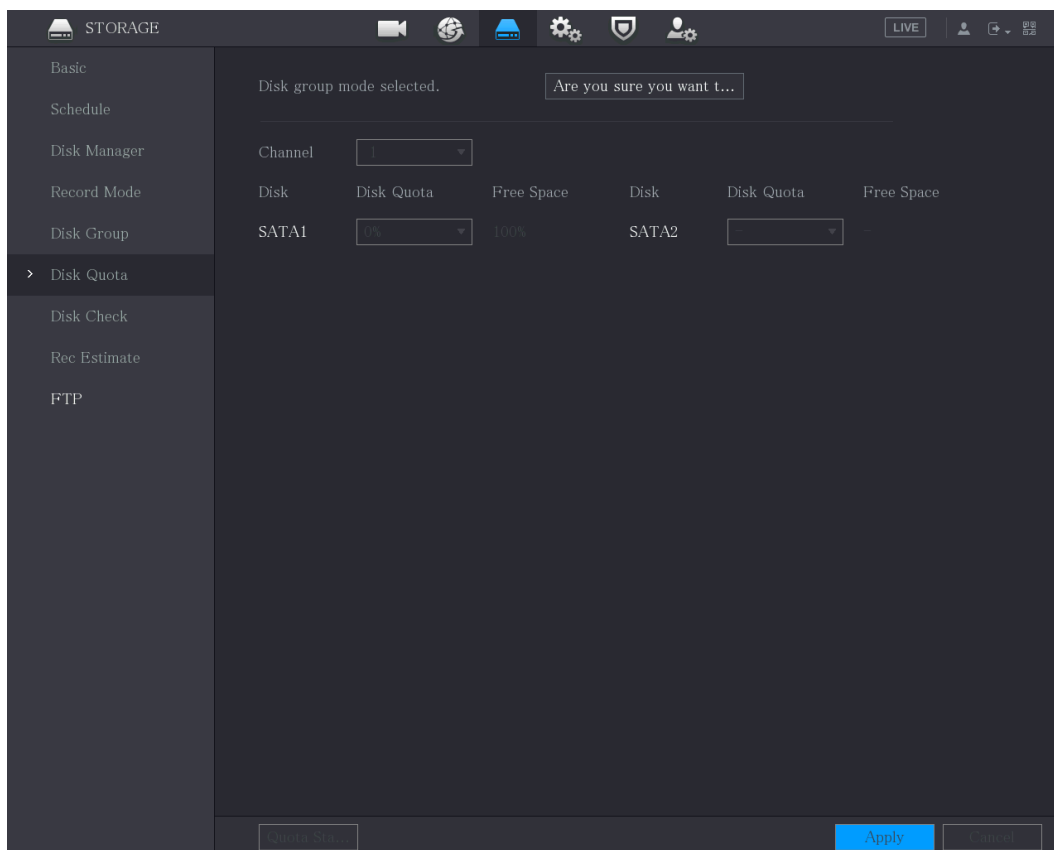 STORAGE
LIVE
Basic
Schedule
Disk Manager
Record Mode
Disk Group
Disk Quota
Disk Check
Rec Estimate
FTP
Disk group mode selected.
Are you sure you want t...
Channel 1
Disk Disk Quota Free Space Disk Disk Quota Free Space
SATA1 0% 100% SATA2 - -
Quota Sta...
Apply Cancel